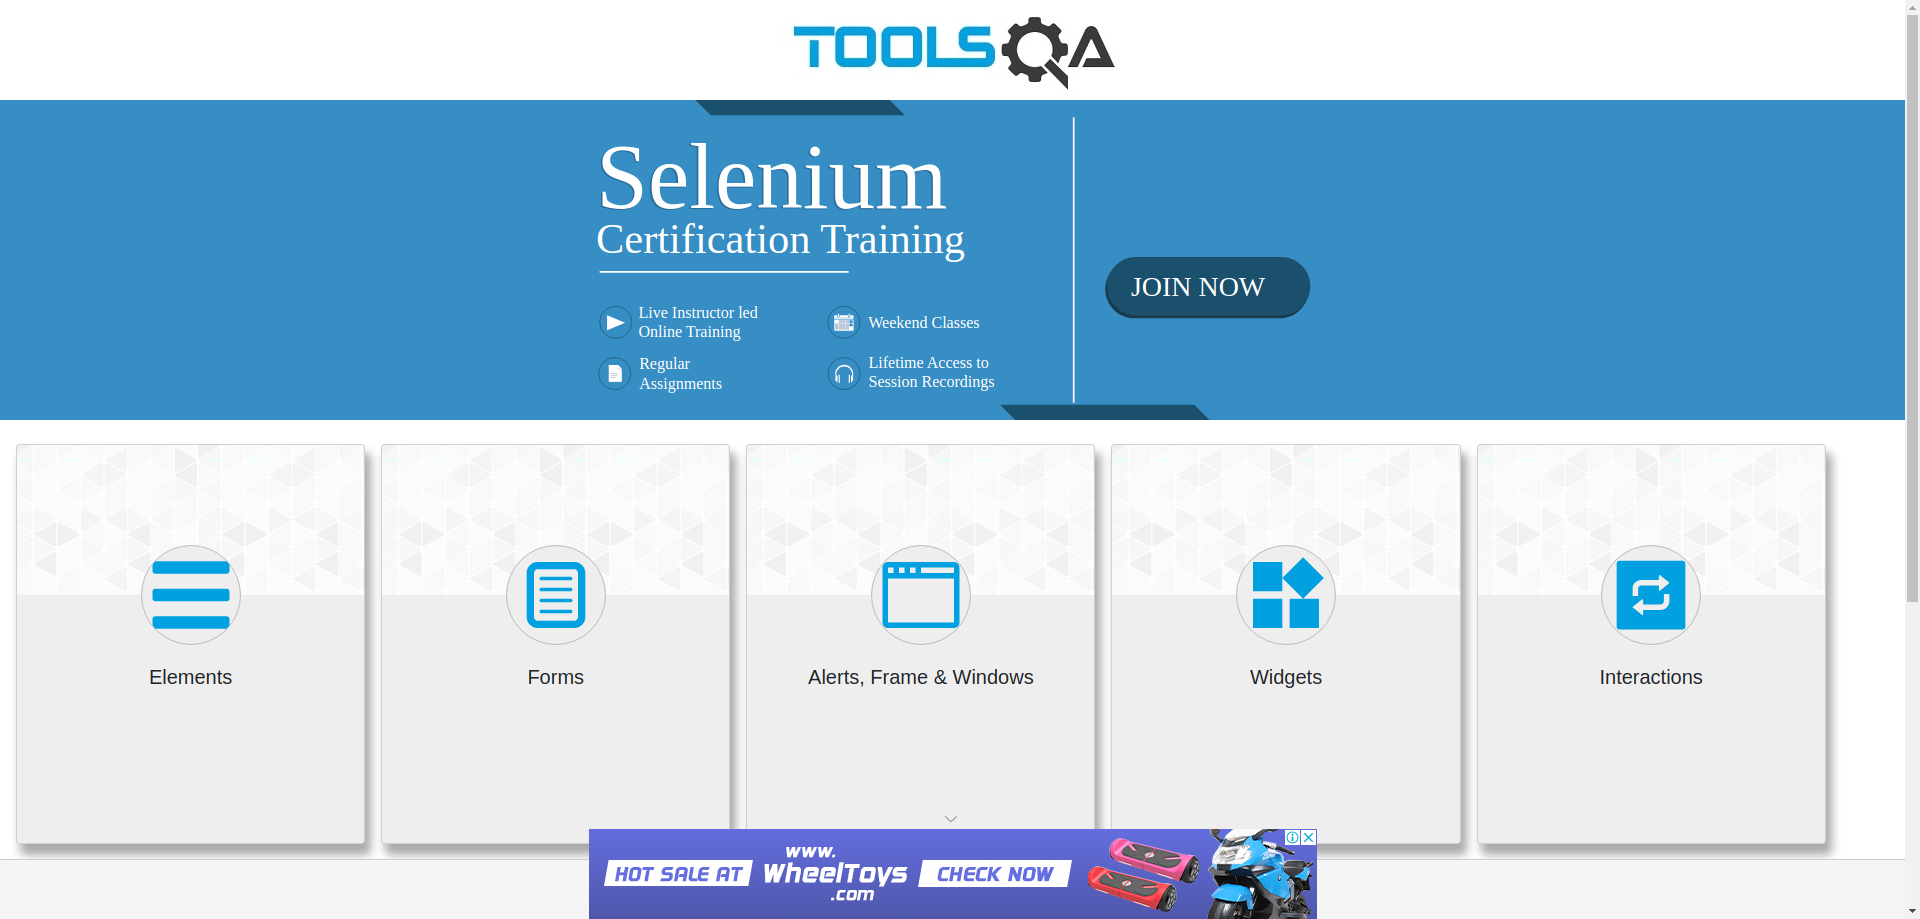 TOOLSQA
Selenium
Certification Training
Live Instructor led
Online Training
Weekend Classes
Regular
Assignments
Lifetime Access to
Session Recordings
JOIN NOW
Elements
Forms
Alerts, Frame & Windows
Widgets
Interactions
HOT SALE AT
www.
WheelToys
.com
CHECK NOW